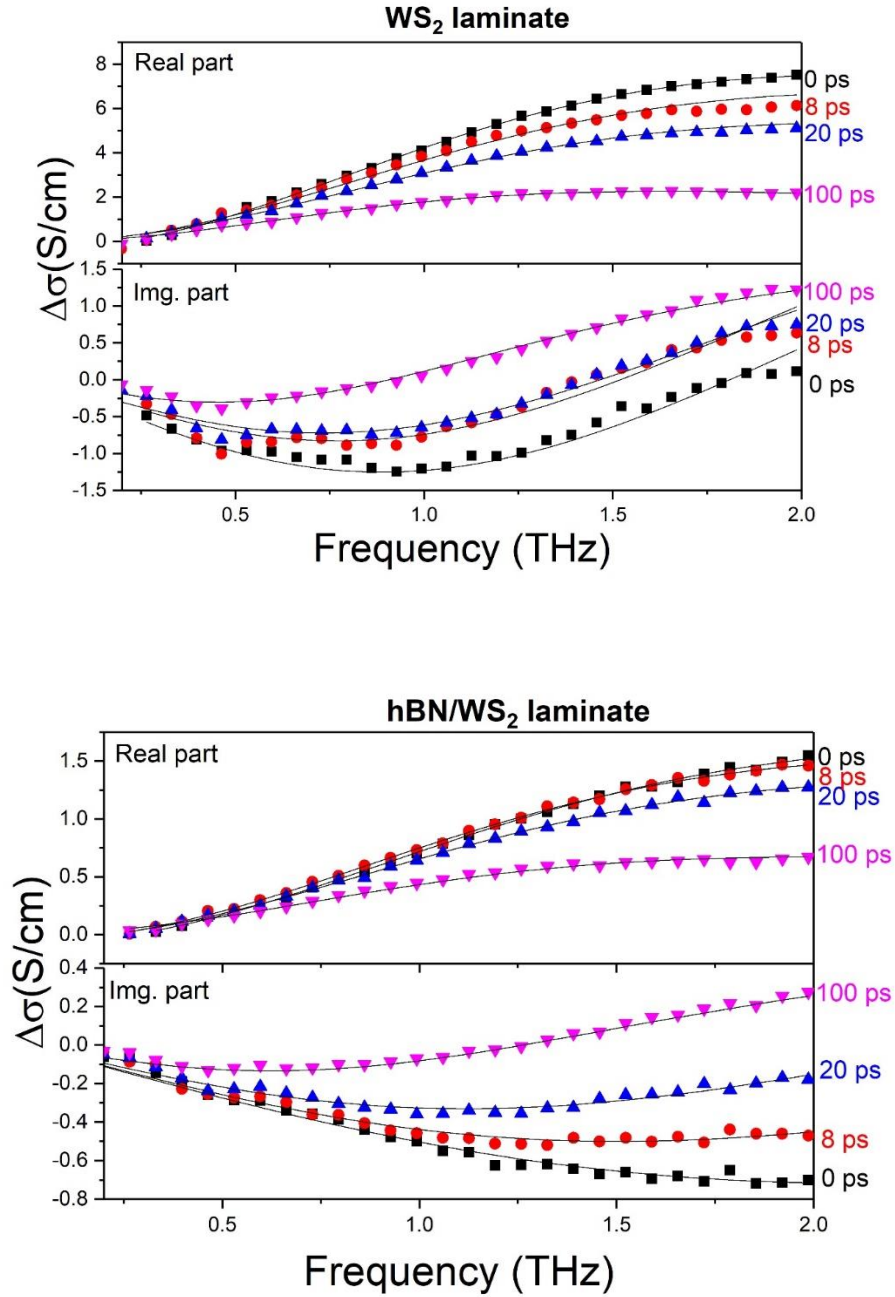 WS₂ laminate
Real part
8
6
4
2
0
0 ps
8 ps
20 ps
100 ps
Δσ(S/cm)
Img. part
1.5
1.0
0.5
0.0
-0.5
-1.0
-1.5
100 ps
20 ps
8 ps
0 ps
0.5 1.0 1.5 2.0
Frequency (THz)
hBN/WS₂ laminate
Real part
1.5
1.0
0.5
0.0
0 ps
8 ps
20 ps
100 ps
Δσ(S/cm)
Img. part
0.4
0.2
0.0
-0.2
-0.4
-0.6
-0.8
100 ps
20 ps
8 ps
0 ps
0.5 1.0 1.5 2.0
Frequency (THz)